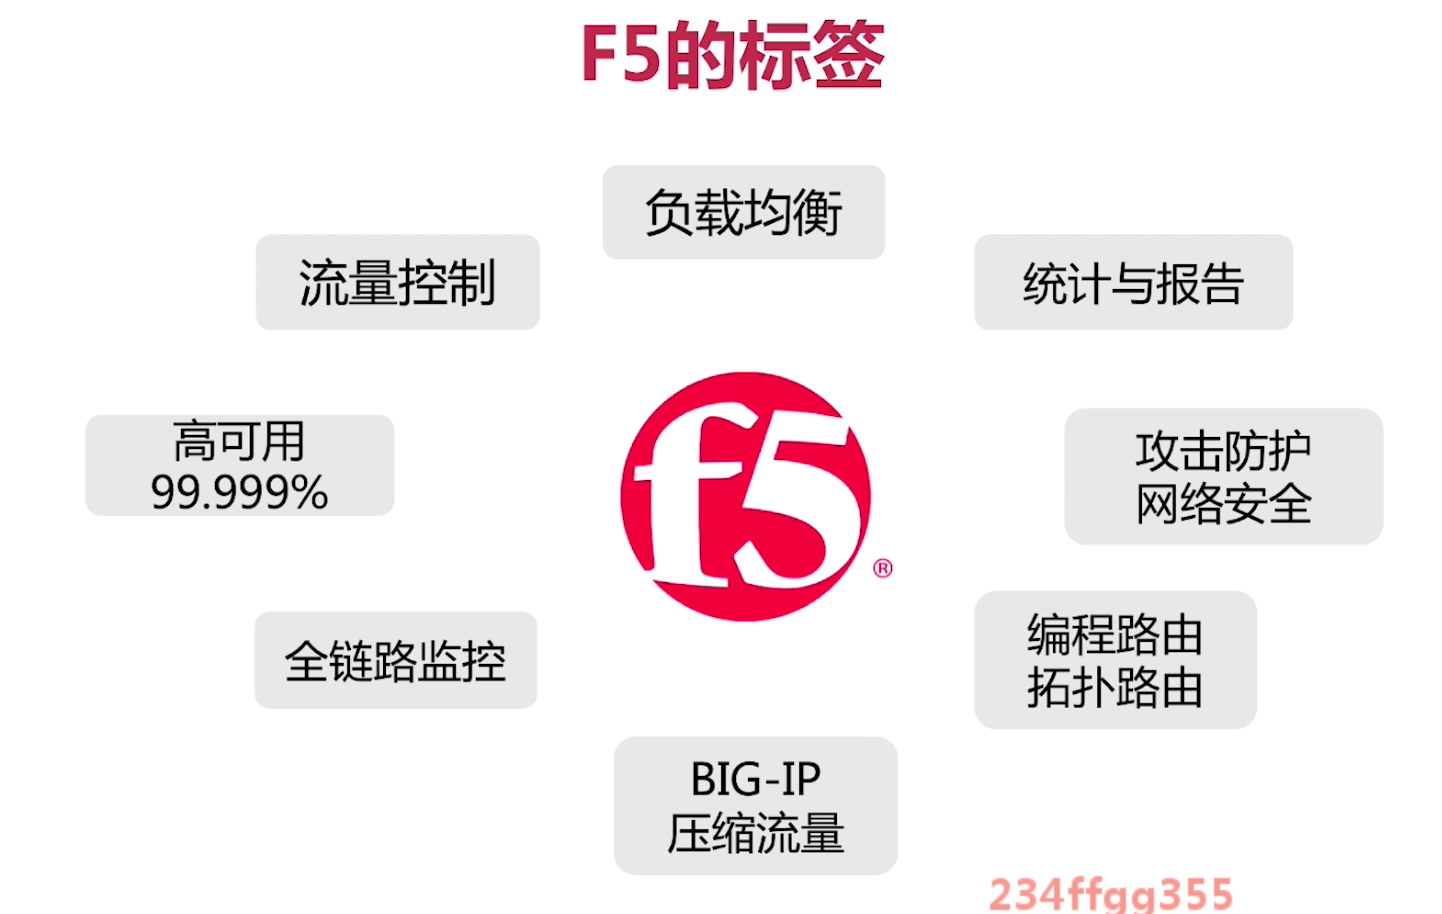 F5的标签
负载均衡
流量控制
统计与报告
高可用
99.999%
攻击防护
网络安全
f5
®
全链路监控
编程路由
拓扑路由
BIG-IP
压缩流量
234ffgg355